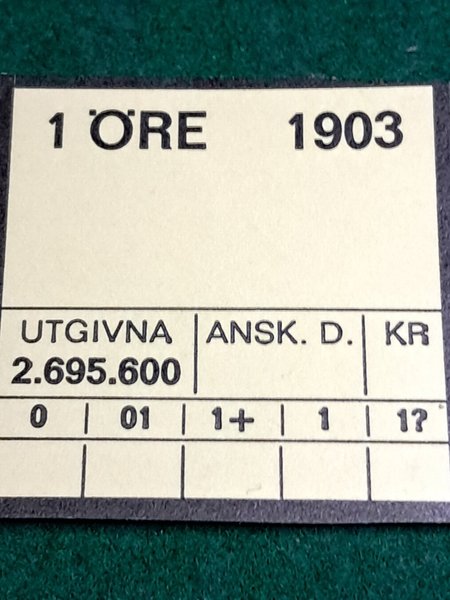 1 ÖRE 1903
UTGIVNA ANSK. D. KR
2.695.600
0 01 1+ 1 1?